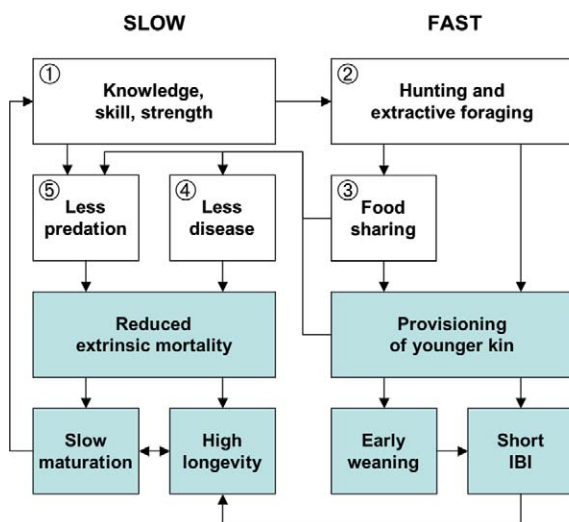 SLOW
FAST
①
Knowledge,
skill, strength
②
Hunting and
extractive foraging
⑤
Less
predation
④
Less
disease
③
Food
sharing
Reduced
extrinsic mortality
Provisioning
of younger kin
Slow
maturation
High
longevity
Early
weaning
Short
IBI